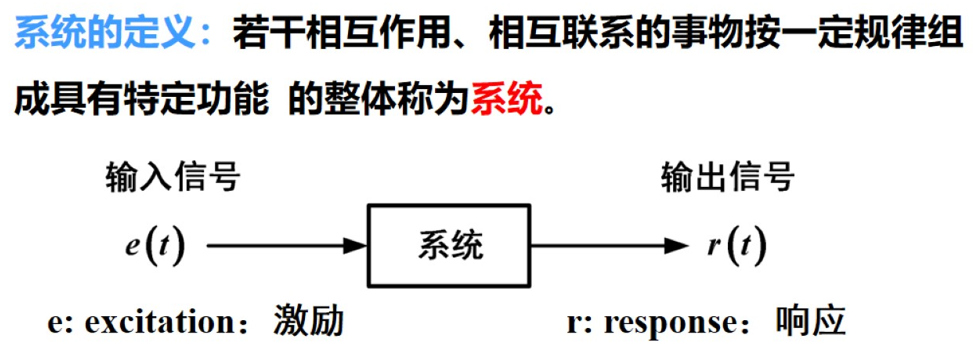 系统的定义：若干相互作用、相互联系的事物按一定规律组
成具有特定功能 的整体称为系统。
输入信号 输出信号
e(t) 系统 r(t)
e: excitation：激励 r: response：响应